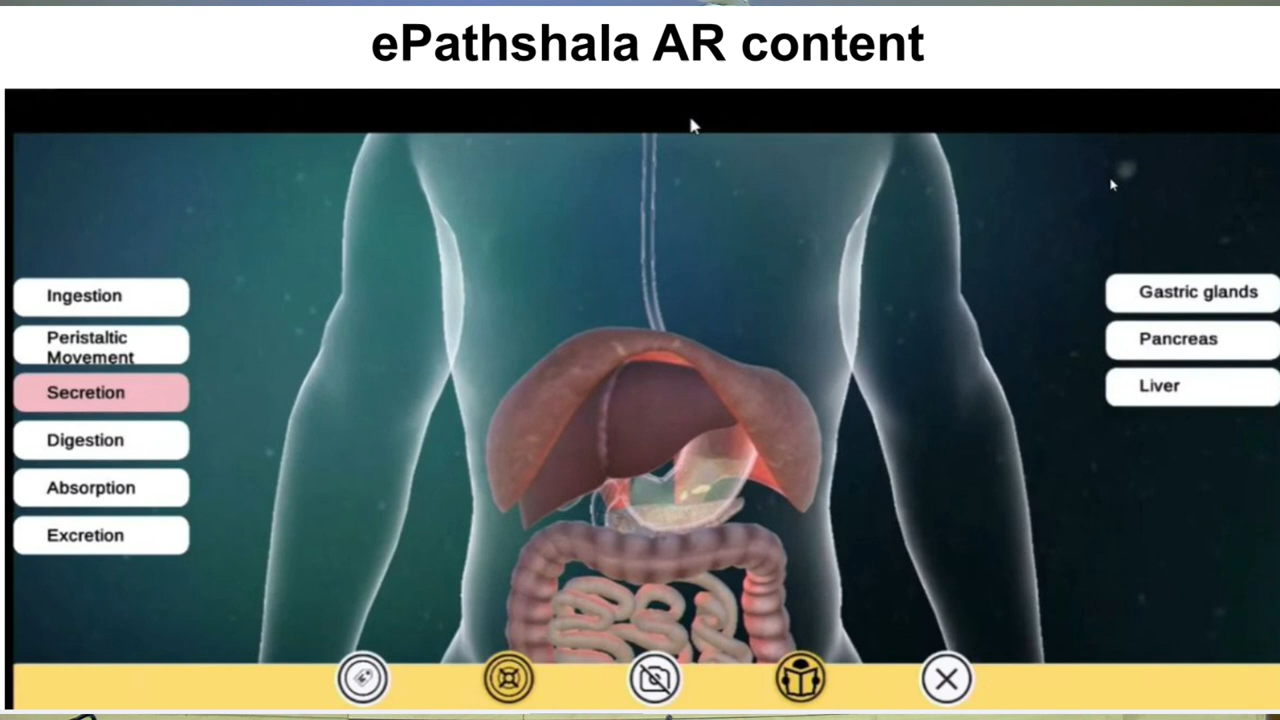 ePathshala AR content
Ingestion
Peristaltic
Movement
Secretion
Digestion
Absorption
Excretion
Gastric glands
Pancreas
Liver